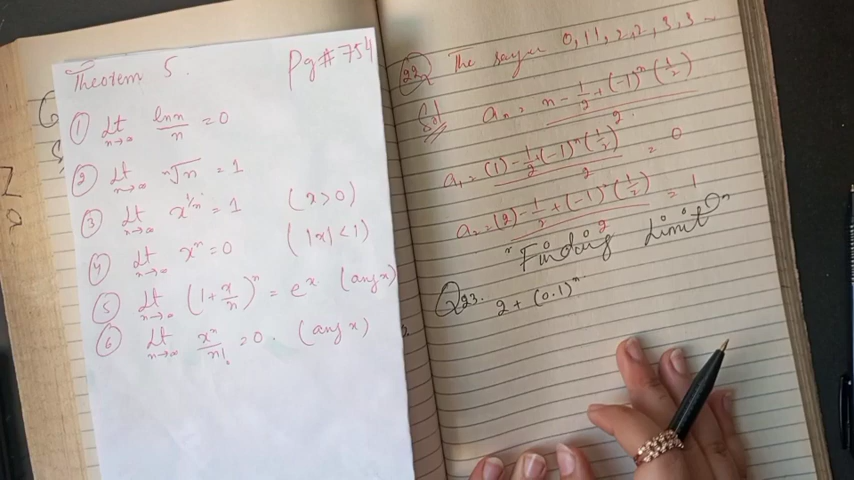 Theorem 5. Pg# 754
① Lt n→∞ ln n / n = 0
② Lt n→∞ ⁿ√n = 1
③ Lt n→∞ x^(1/n) = 1 (x>0)
④ Lt n→∞ xⁿ = 0 (|x|<1)
⑤ Lt n→∞ (1 + x/n)ⁿ = eˣ (any x)
⑥ Lt n→∞ xⁿ/n! = 0. (any x)
Q22 The 0, 1, 1, 2, 2, 3, 3
Sol aₙ = (n - 1/2 + (-1)ⁿ(1/2)) / 2
a₁ = ((1) - 1/2 + (-1)ⁿ(1/2)) / 2 = 0
a₂ = ((2) - 1/2 + (-1)ⁿ(1/2)) / 2 = 1
"Finding Limit"
Q23. 2 + (0.1)ⁿ